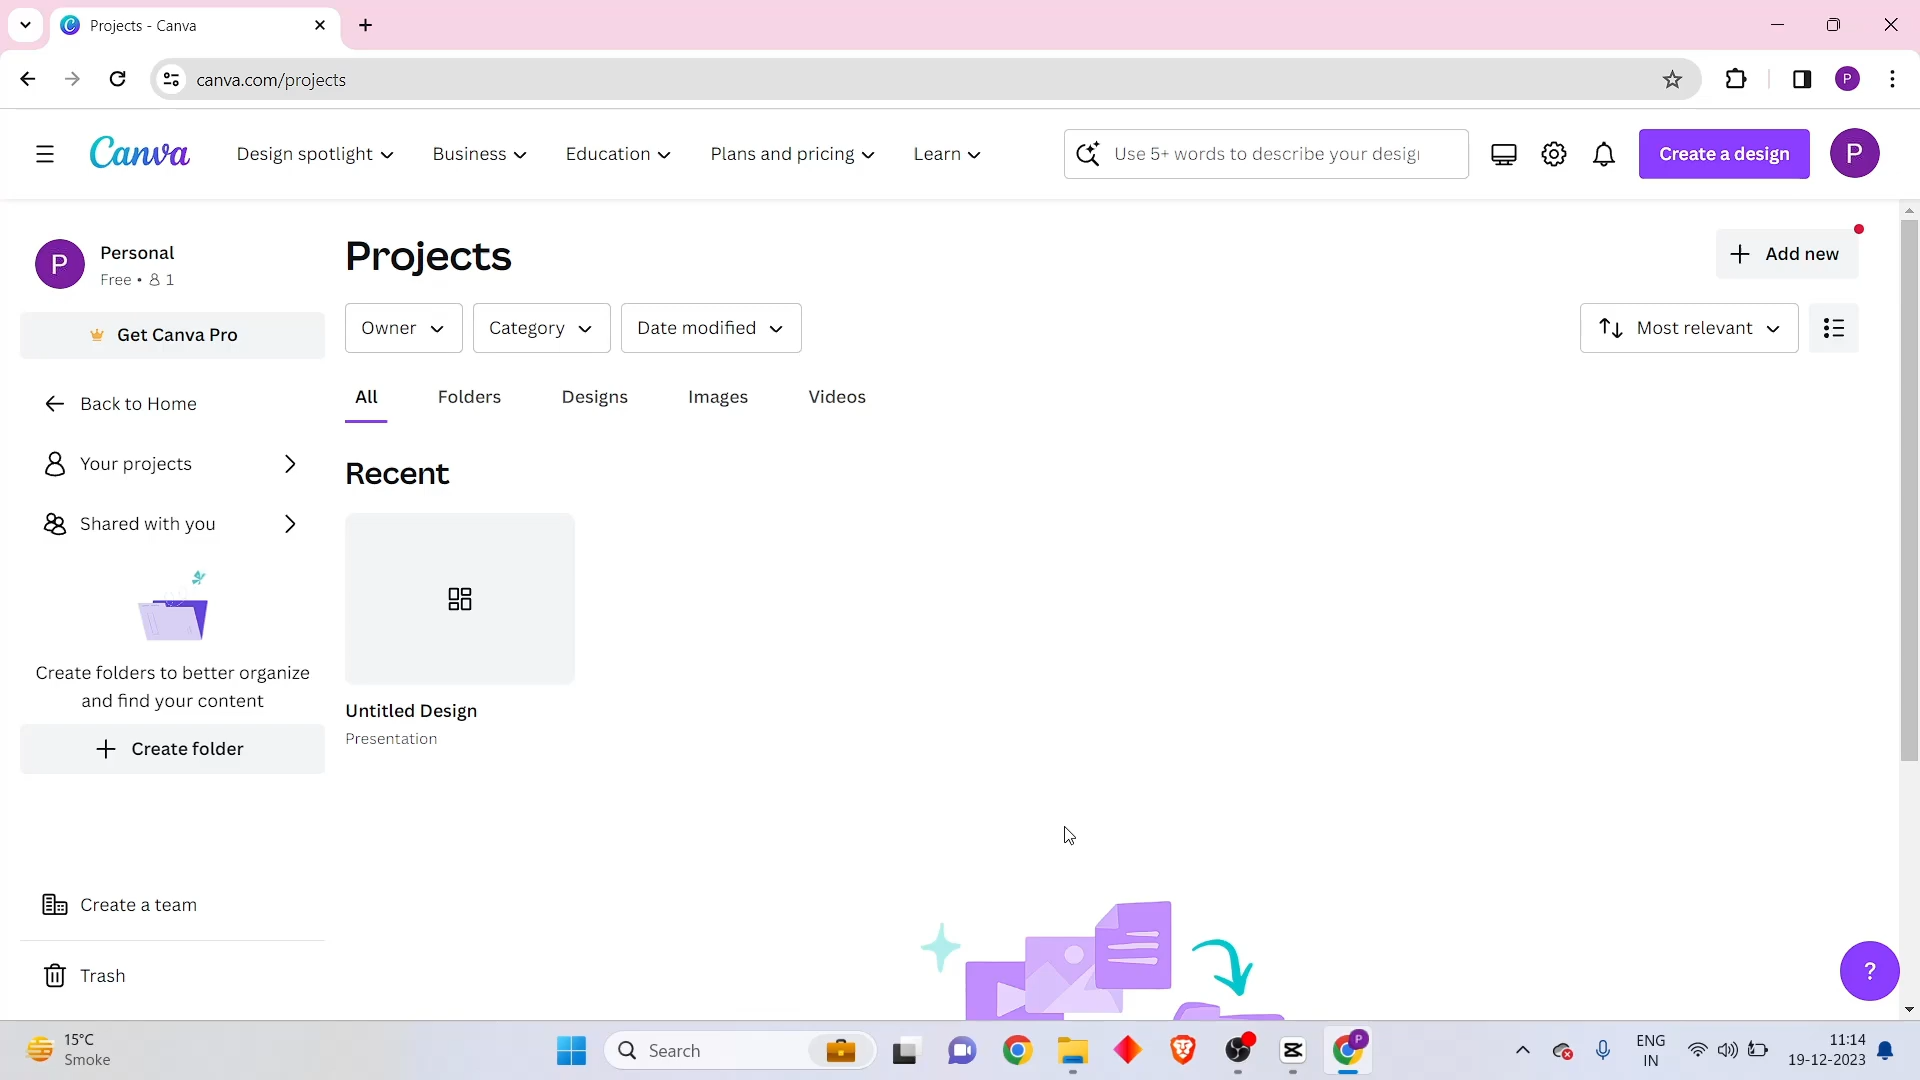 Projects - Canva
canva.com/projects
P
Canva
Design spotlight
Business
Education
Plans and pricing
Learn
Use 5+ words to describe your desig
Create a design
P
P
Personal
Free • 1
Get Canva Pro
Back to Home
Your projects
Shared with you
Create folders to better organize
and find your content
Create folder
Create a team
Trash
Projects
Add new
Owner
Category
Date modified
Most relevant
All
Folders
Designs
Images
Videos
Recent
Untitled Design
Presentation
?
15°C
Smoke
Search
P
ENG
IN
11:14
19-12-2023